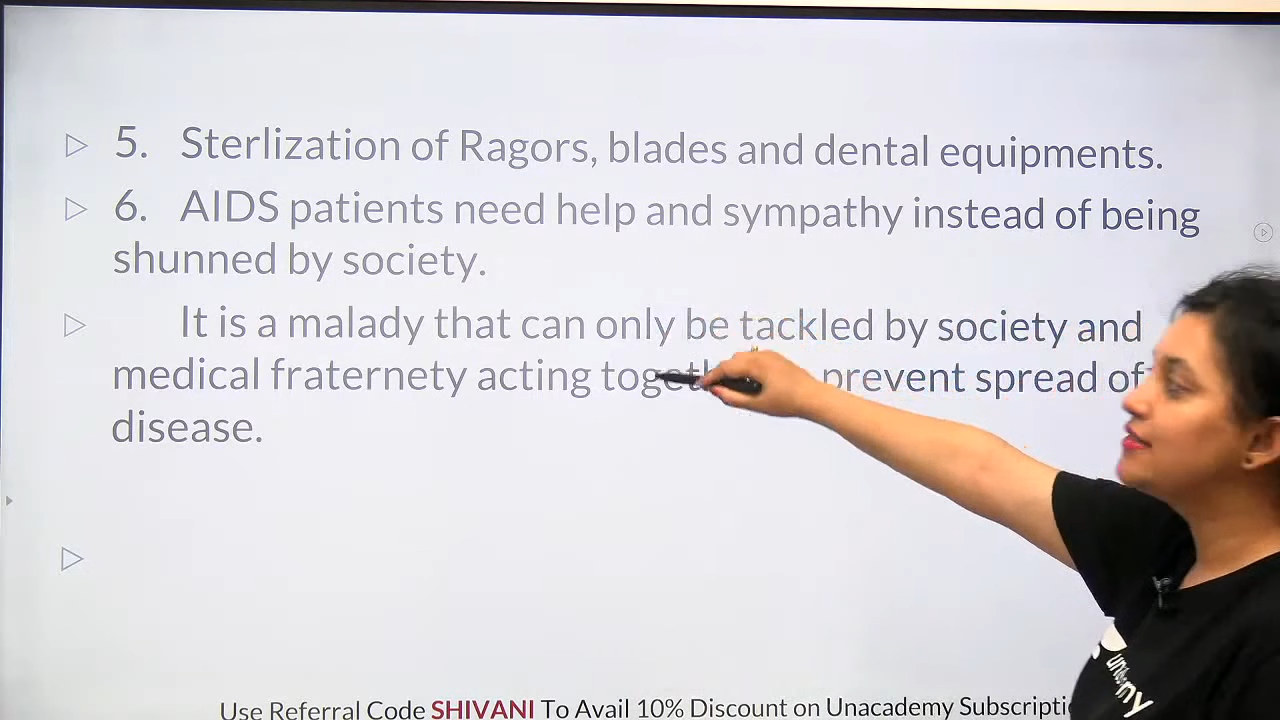 5. Sterlization of Ragors, blades and dental equipments.
6. AIDS patients need help and sympathy instead of being
shunned by society.
It is a malady that can only be tackled by society and
medical fraternety acting prevent spread of
disease.
Use Referral Code SHIVANI To Avail 10% Discount on Unacademy